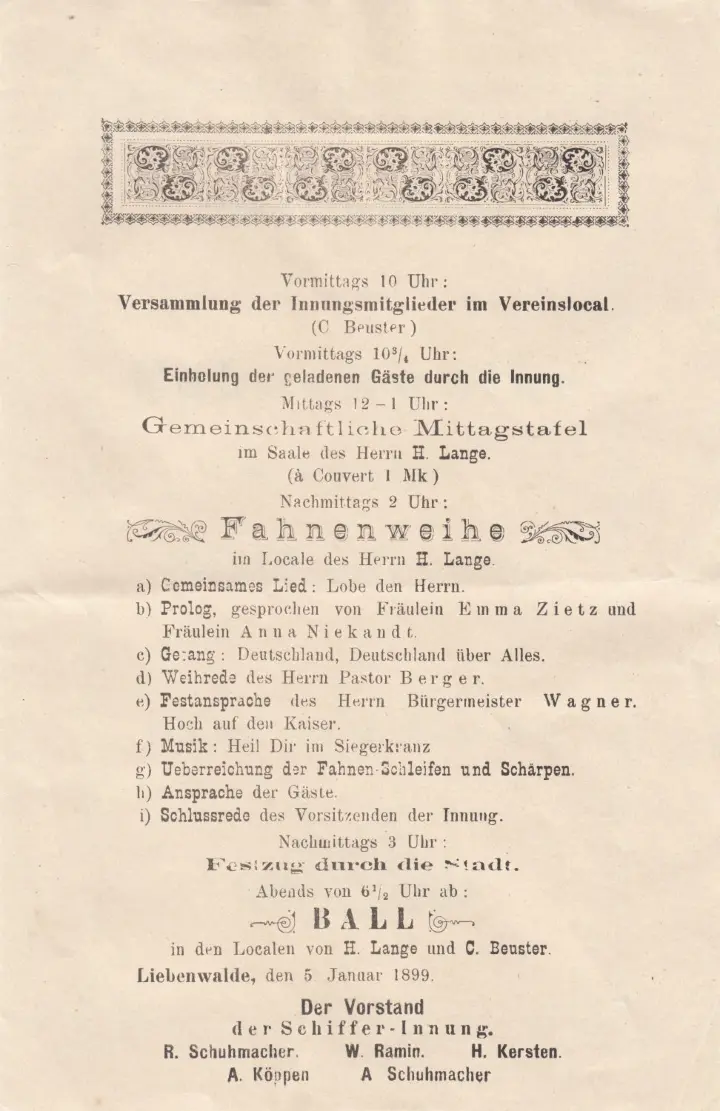 Vormittags 10 Uhr:
Versammlung der Innungsmitglieder im Vereinslocal.
(C. Beuster)
Vormittags 10³/₄ Uhr:
Einholung der geladenen Gäste durch die Innung.
Mittags 12–1 Uhr:
Gemeinschaftliche Mittagstafel
im Saale des Herrn H. Lange.
(à Couvert 1 Mk)
Nachmittags 2 Uhr:
Fahnenweihe
im Locale des Herrn H. Lange.
a) Gemeinsames Lied: Lobe den Herrn.
b) Prolog, gesprochen von Fräulein Emma Zietz und
Fräulein Anna Niekandt.
c) Gesang: Deutschland, Deutschland über Alles.
d) Weihrede des Herrn Pastor Berger.
e) Festansprache des Herrn Bürgermeister Wagner.
Hoch auf den Kaiser.
f) Musik: Heil Dir im Siegerkranz
g) Ueberreichung der Fahnen-Schleifen und Schärpen.
h) Ansprache der Gäste.
i) Schlussrede des Vorsitzenden der Innung.
Nachmittags 3 Uhr:
Festzug durch die Stadt.
Abends von 6¹/₂ Uhr ab:
BALL
in den Localen von H. Lange und C. Beuster.
Liebenwalde, den 5 Januar 1899.
Der Vorstand
der Schiffer-Innung.
R. Schuhmacher. W. Ramin. H. Kersten.
A. Köppen A Schuhmacher